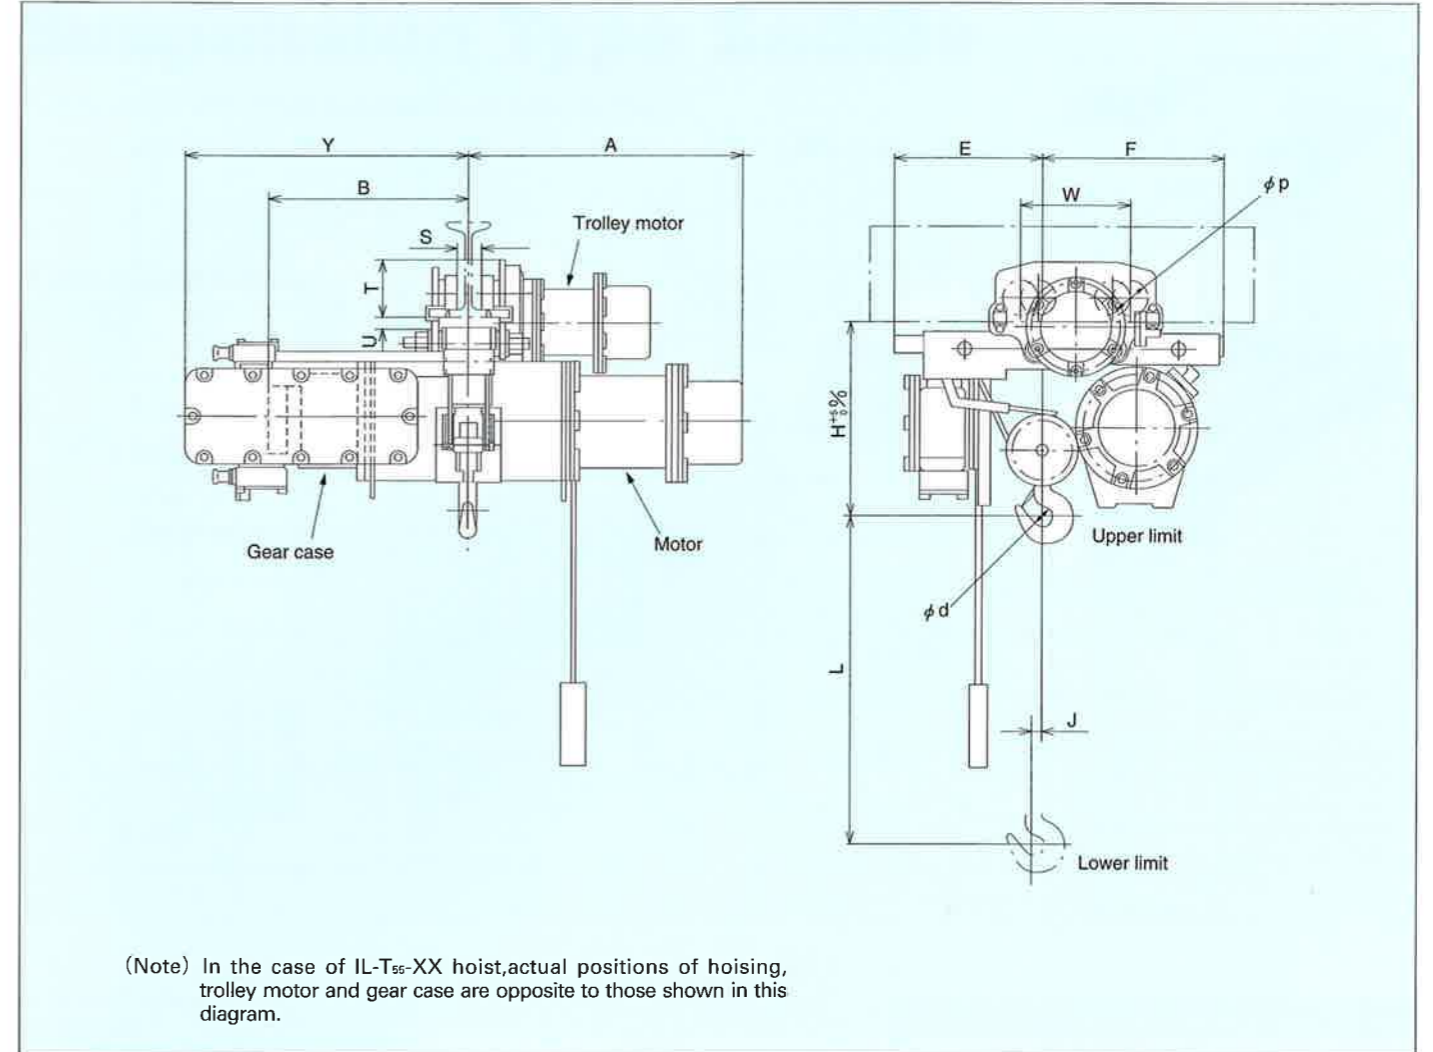 Y
A
B
S
Trolley motor
T
U
Gear case
Motor
E
F
W
φp
H+5 0%
Upper limit
φd
L
J
Lower limit
(Note) In the case of IL-T55-XX hoist,actual positions of hoising,
trolley motor and gear case are opposite to those shown in this
diagram.